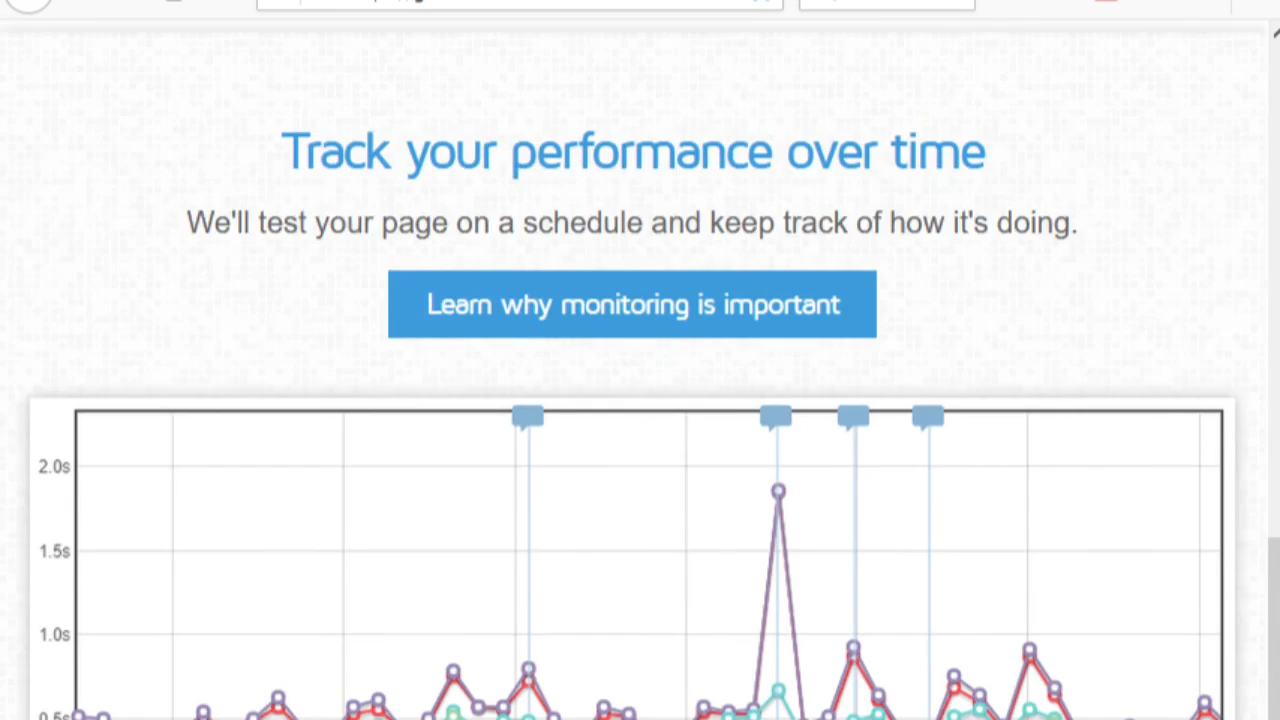 Track your performance over time
We'll test your page on a schedule and keep track of how it's doing.
Learn why monitoring is important
2.0s
1.5s
1.0s
0.5s